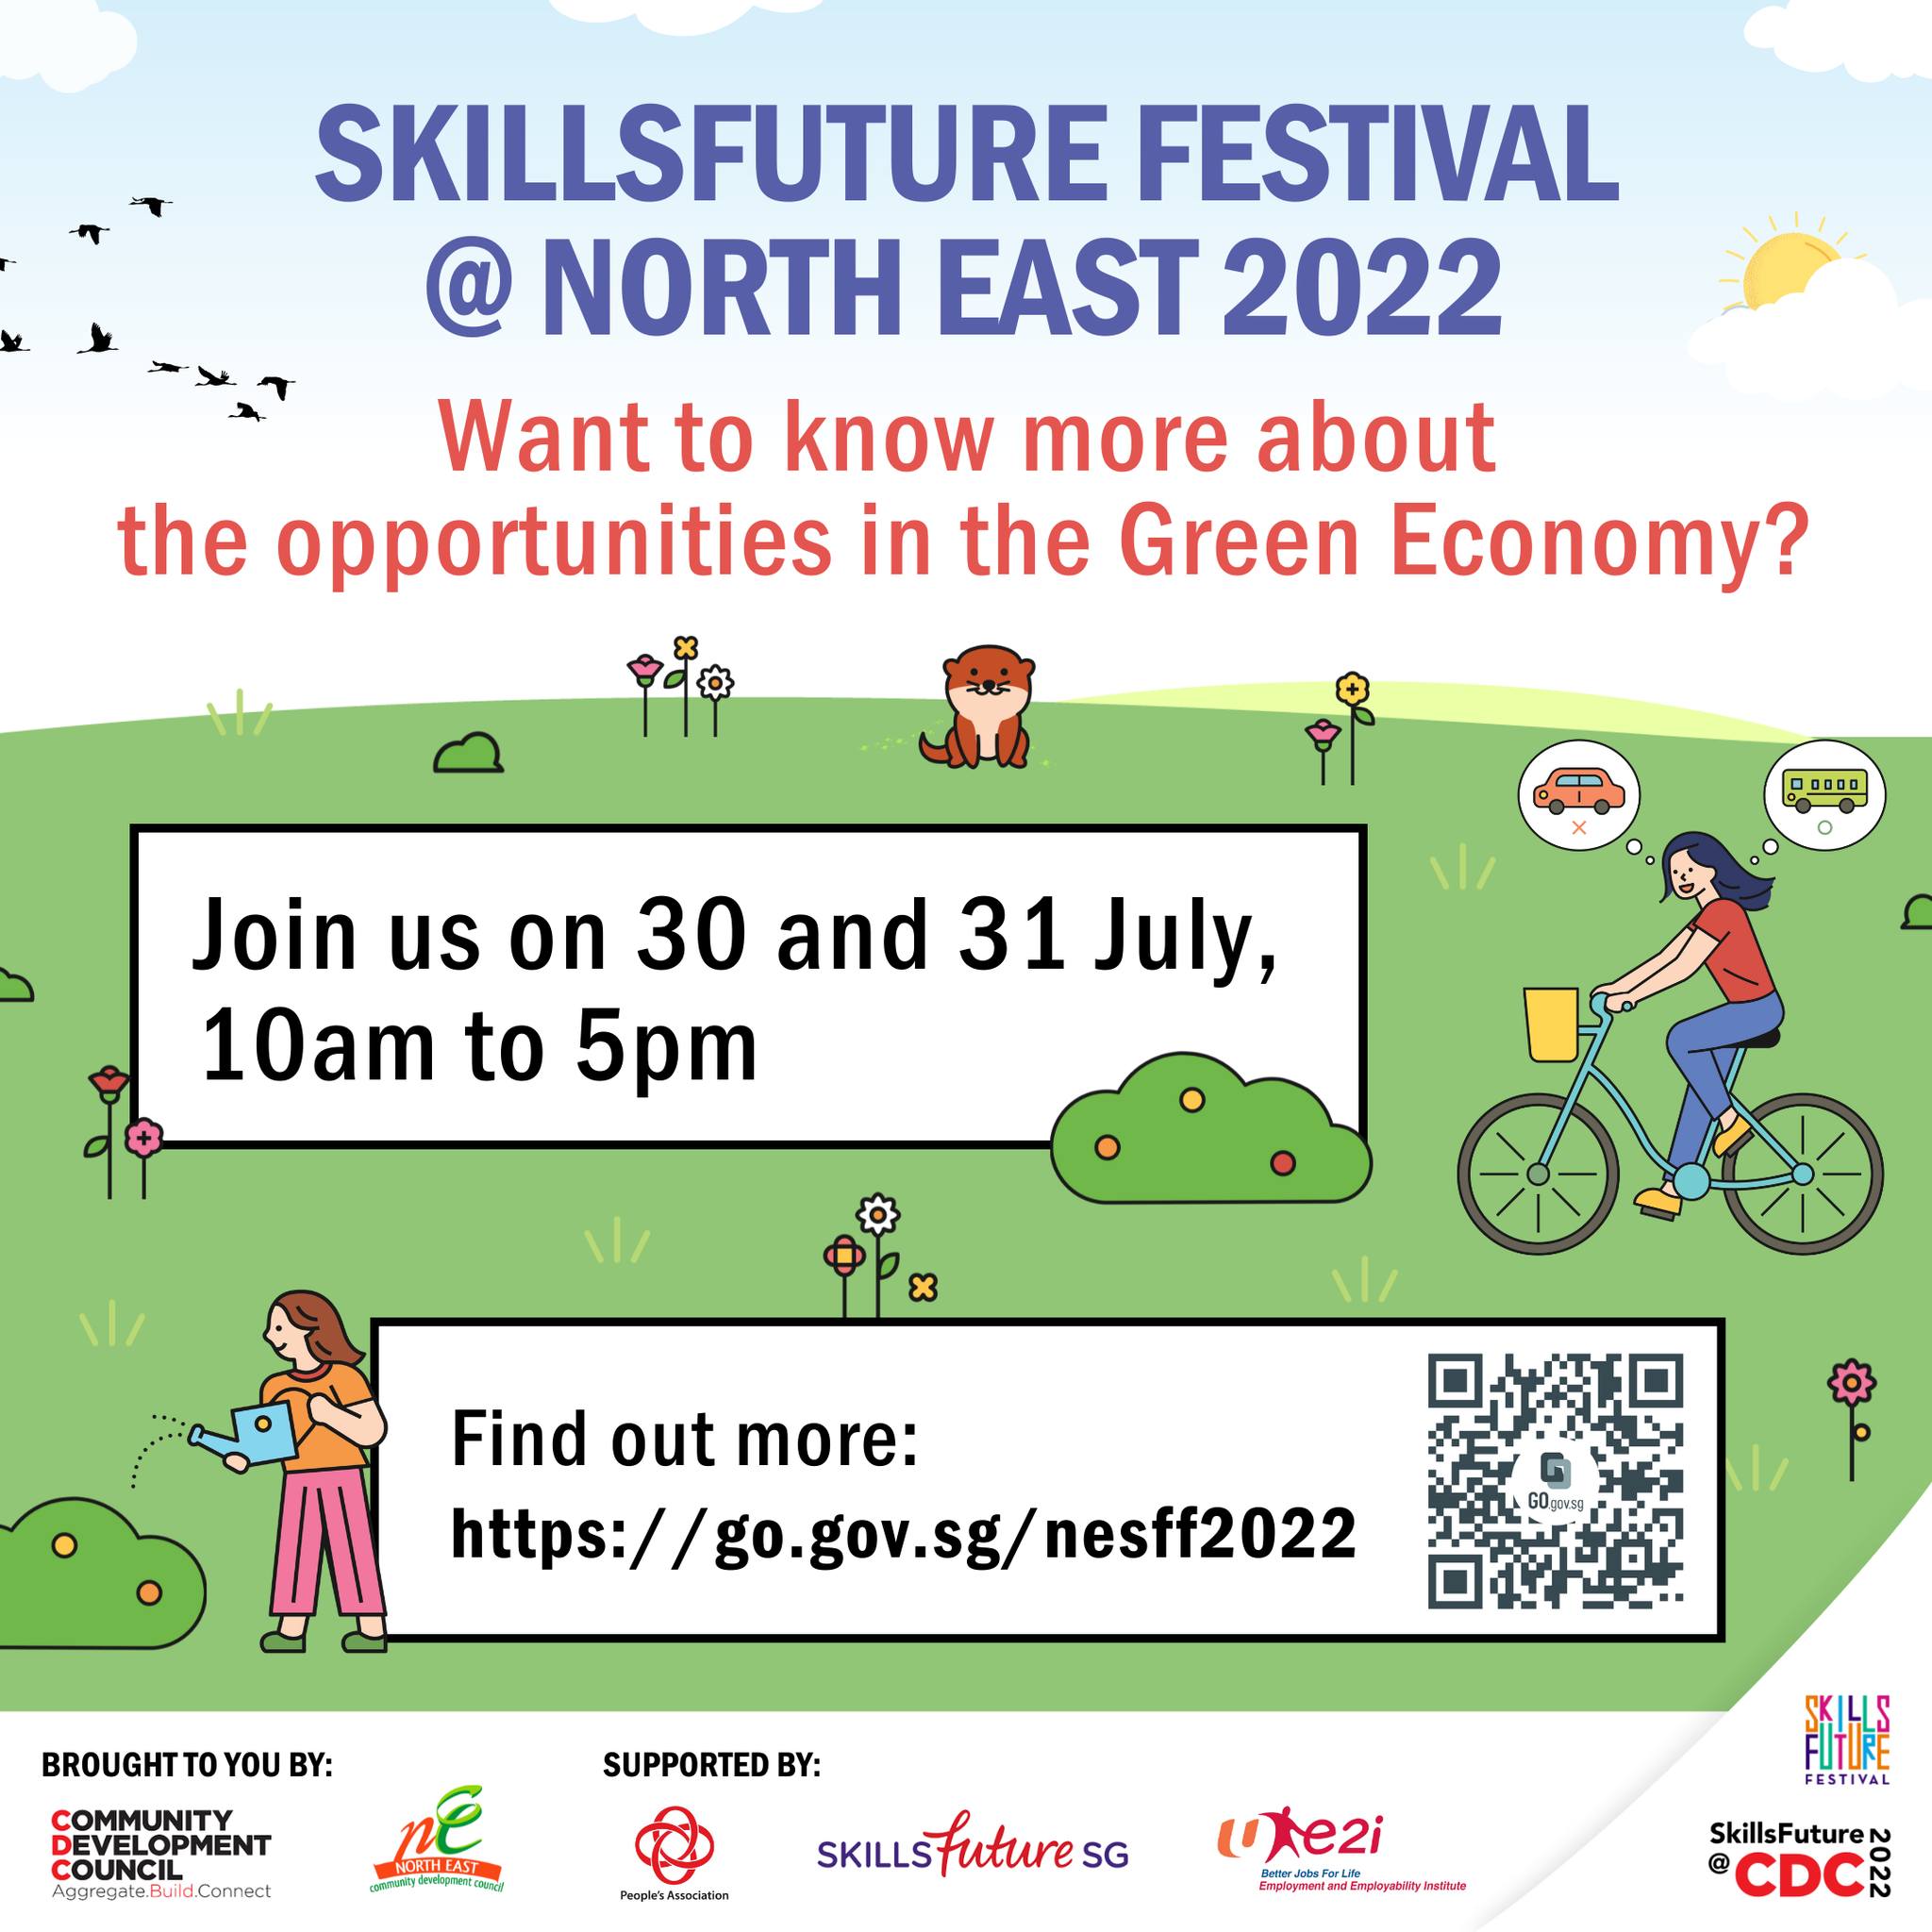 SKILLSFUTURE FESTIVAL
@ NORTH EAST 2022
Want to know more about
the opportunities in the Green Economy?
Join us on 30 and 31 July,
10am to 5pm
Find out more:
https://go.gov.sg/nesff2022
GO.gov.sg
BROUGHT TO YOU BY:
COMMUNITY
DEVELOPMENT
COUNCIL
Aggregate.Build.Connect
nE
NORTH EAST
community development council
SUPPORTED BY:
People's Association
SKILLSfuture SG
U e2i
Better Jobs For Life
Employment and Employability Institute
SKILLS
FUTURE
FESTIVAL
SkillsFuture
@ CDC
2022